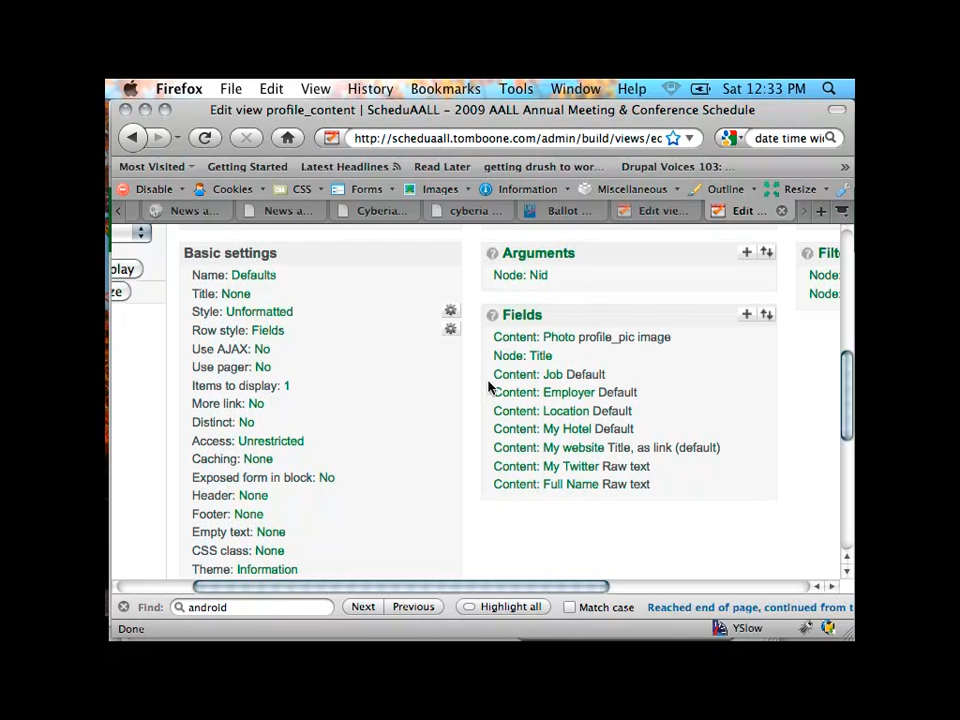 Firefox File Edit View History Bookmarks Tools Window Help Sat 12:33 PM
Edit view profile_content | ScheduAALL - 2009 AALL Annual Meeting & Conference Schedule
http://scheduaall.tomboone.com/admin/build/views/ec date time wi
Most Visited Getting Started Latest Headlines Read Later getting drush to wor... Drupal Voices 103: ... »
Disable Cookies CSS Forms Images Information Miscellaneous Outline Resize
News a... News a... Cyberia... cyberia ... Ballot ... Edit vie... Edit ...
play
ze
Basic settings
Name: Defaults
Title: None
Style: Unformatted
Row style: Fields
Use AJAX: No
Use pager: No
Items to display: 1
More link: No
Distinct: No
Access: Unrestricted
Caching: None
Exposed form in block: No
Header: None
Footer: None
Empty text: None
CSS class: None
Theme: Information
Arguments
Node: Nid
Fields
Content: Photo profile_pic image
Node: Title
Content: Job Default
Content: Employer Default
Content: Location Default
Content: My Hotel Default
Content: My website Title, as link (default)
Content: My Twitter Raw text
Content: Full Name Raw text
Filt
Node:
Node:
Find: android Next Previous Highlight all Match case Reached end of page, continued from t
Done YSlow